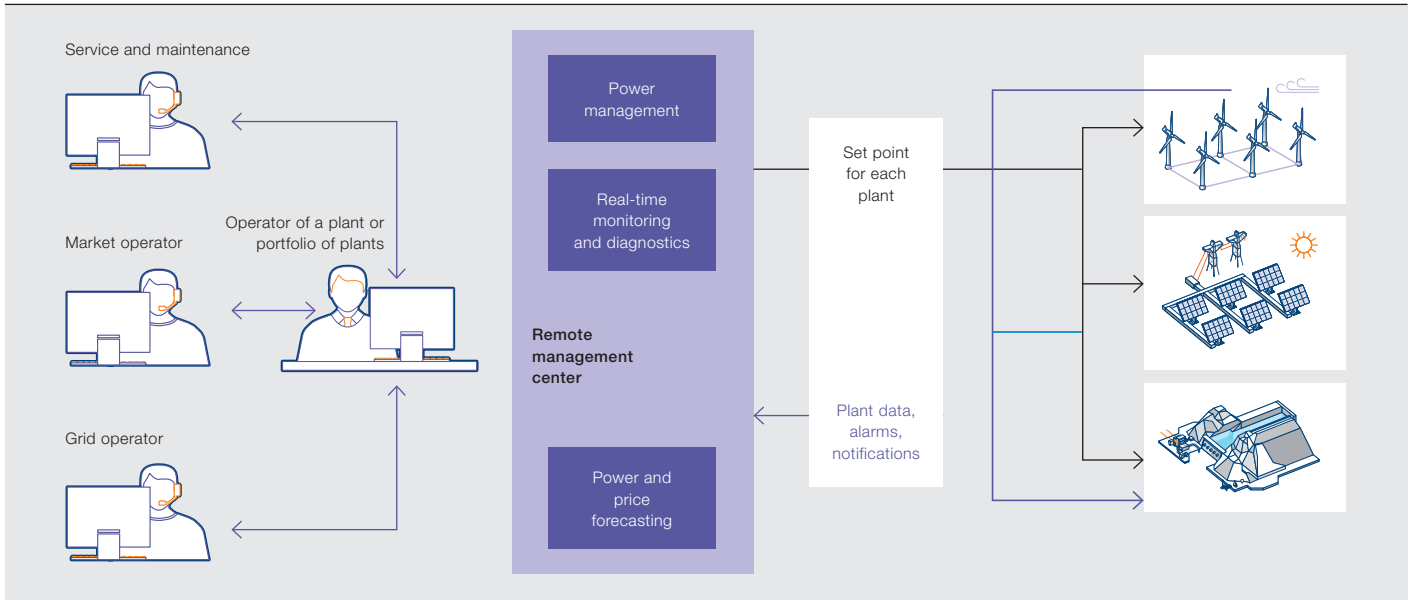 Service and maintenance
Market operator
Grid operator
Operator of a plant or
portfolio of plants
Power
management
Real-time
monitoring
and diagnostics
Remote
management
center
Power and
price
forecasting
Set point
for each
plant
Plant data,
alarms,
notifications